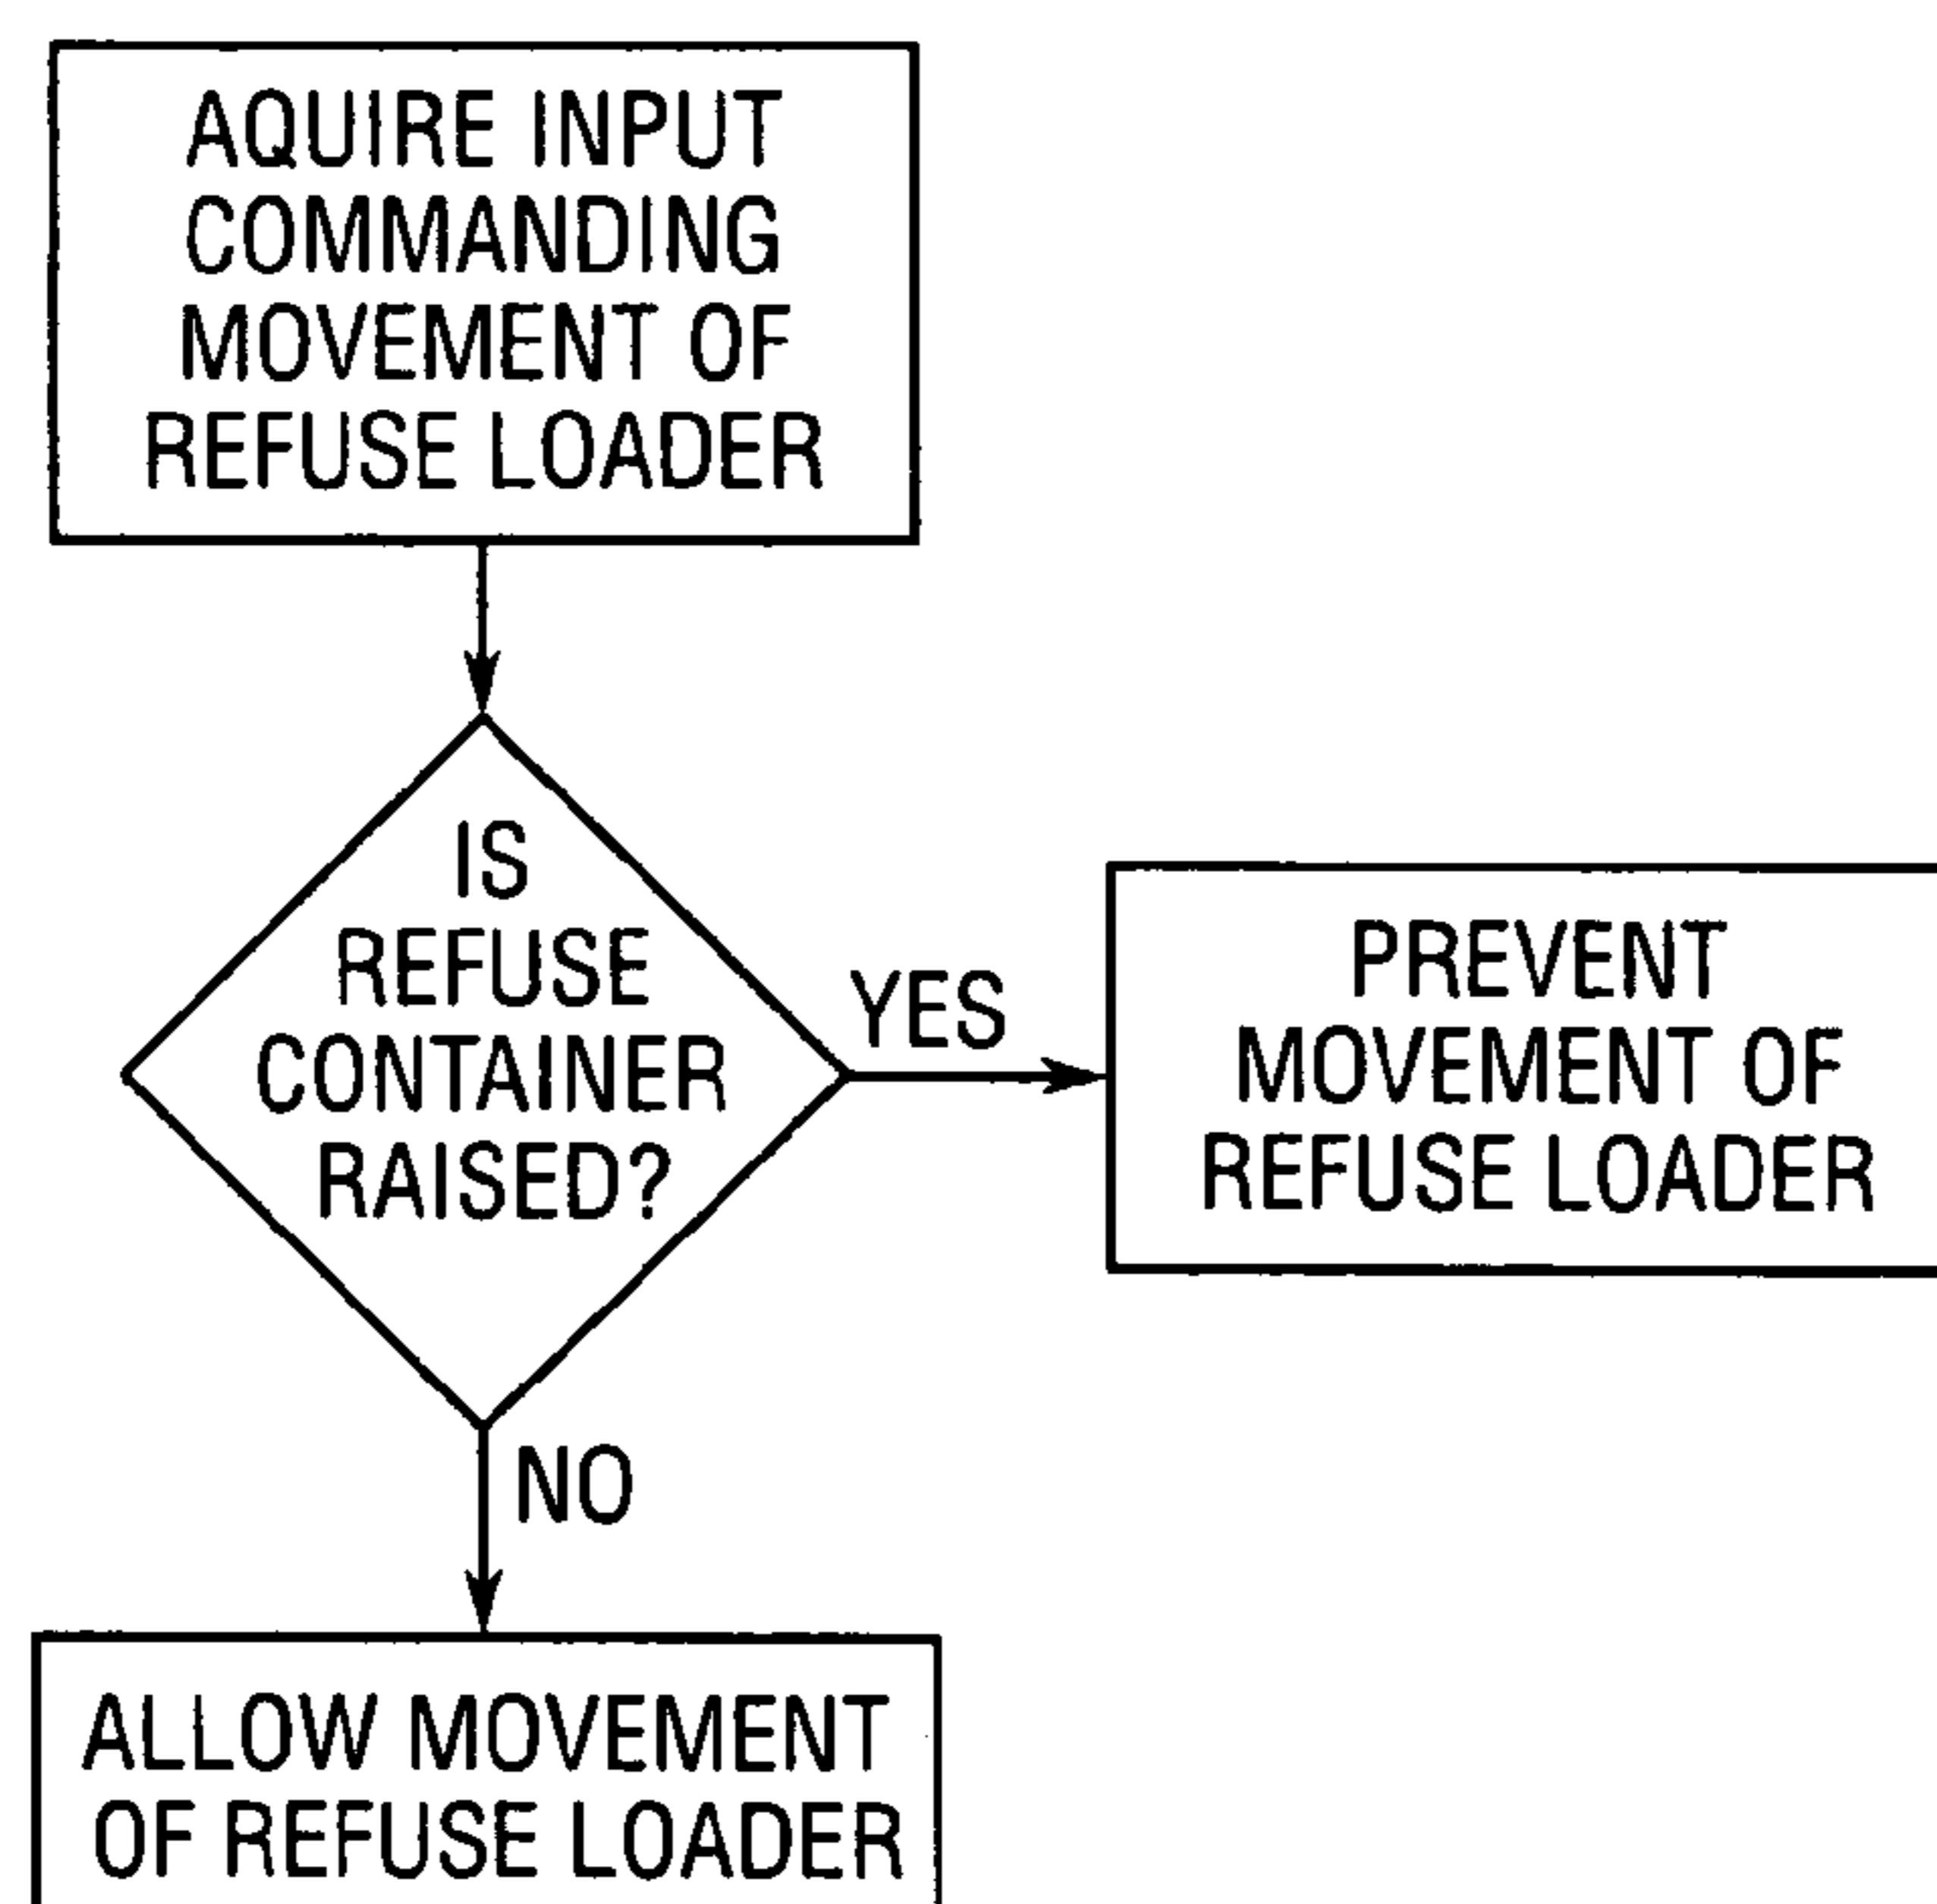 AQUIRE INPUT
COMMANDING
MOVEMENT OF
REFUSE LOADER
IS
REFUSE
CONTAINER
RAISED?
YES
PREVENT
MOVEMENT OF
REFUSE LOADER
NO
ALLOW MOVEMENT
OF REFUSE LOADER